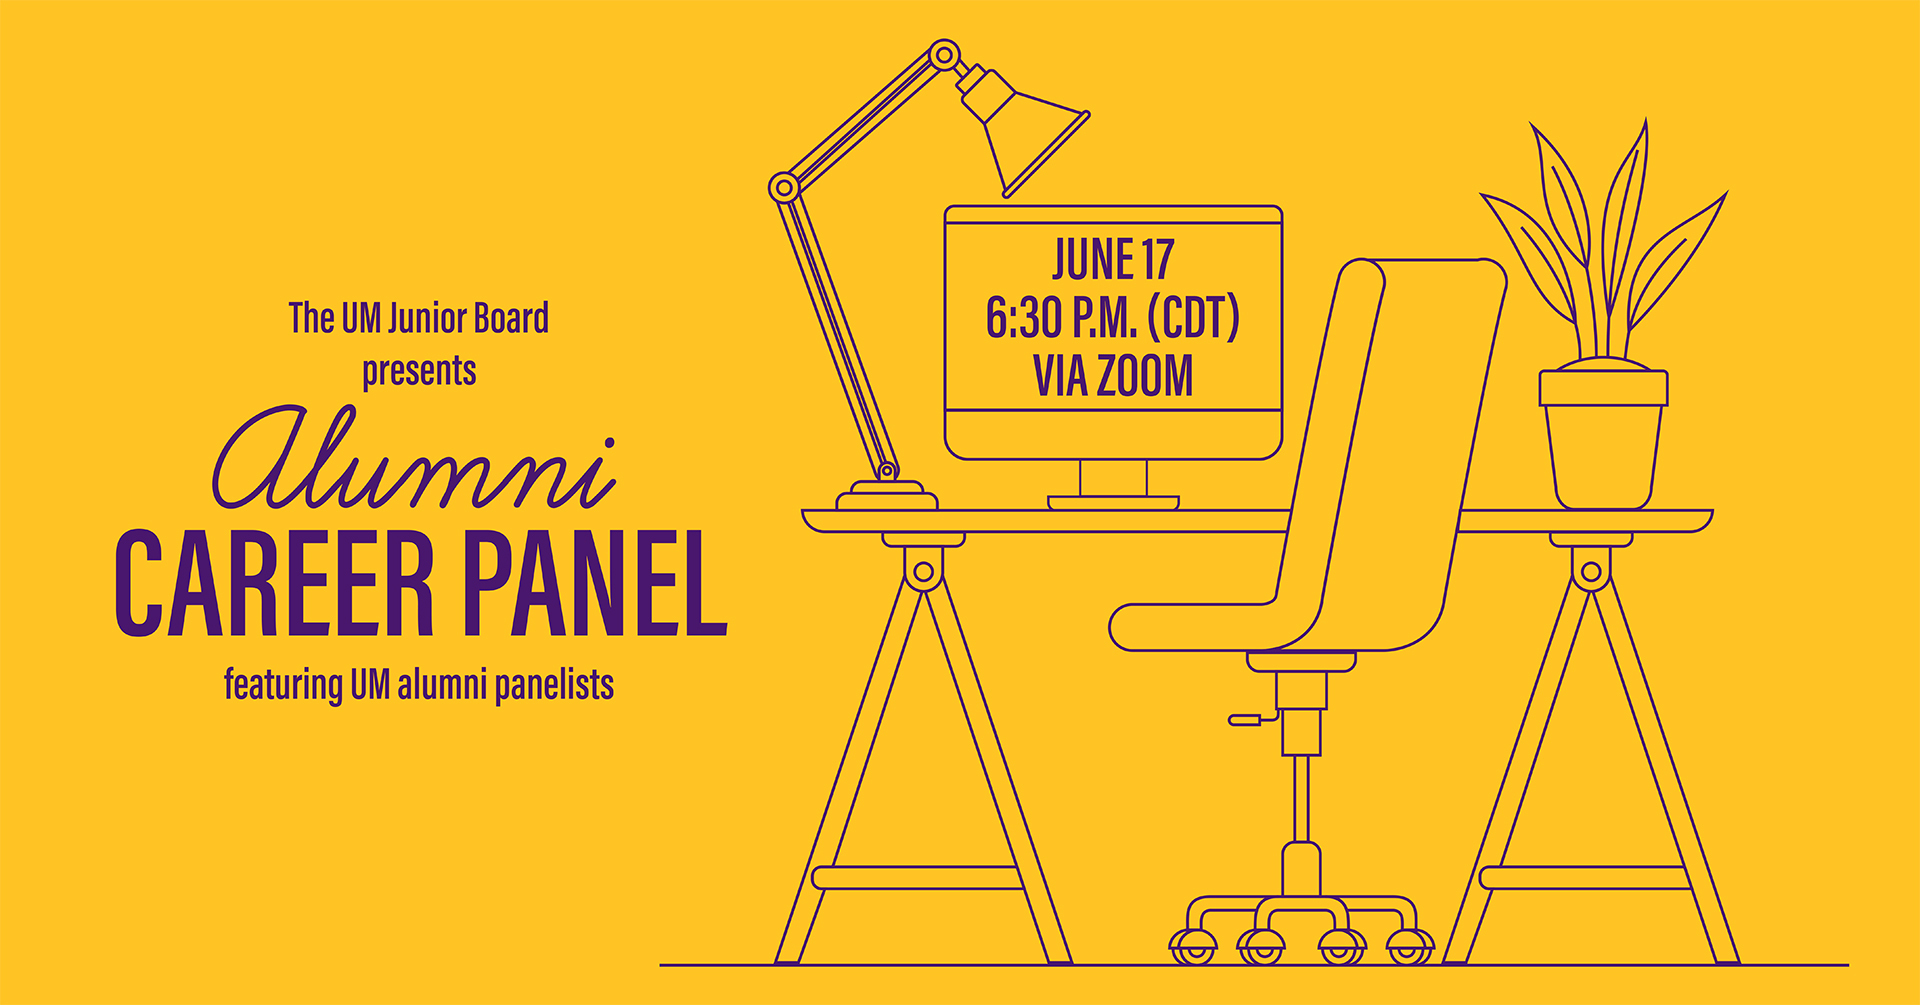 The UM Junior Board
presents
Alumni
CAREER PANEL
featuring UM alumni panelists
JUNE 17
6:30 P.M. (CDT)
VIA ZOOM